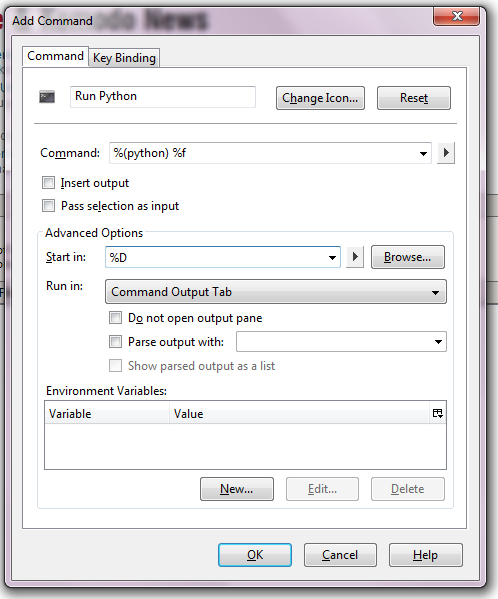 Add Command
Komodo News
Command Key Binding
Run Python Change Icon... Reset
Command: %(python) %f
Insert output
Pass selection as input
Advanced Options
Start in: %D Browse...
Run in: Command Output Tab
Do not open output pane
Parse output with:
Show parsed output as a list
Environment Variables:
Variable Value
New... Edit... Delete
OK Cancel Help